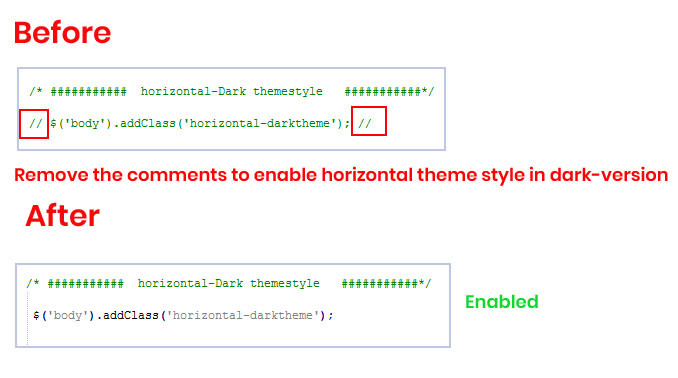 Before
/* ########### horizontal-Dark themestyle ###########*/
// $('body').addClass('horizontal-darktheme'); //
Remove the comments to enable horizontal theme style in dark-version
After
/* ########### horizontal-Dark themestyle ###########*/
$('body').addClass('horizontal-darktheme');
Enabled